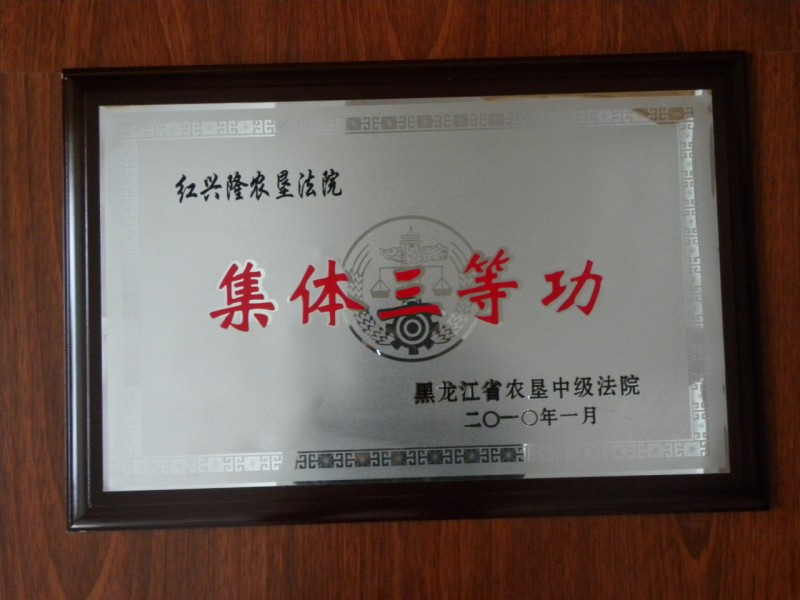 红兴隆农垦法院
集体三等功
黑龙江省农垦中级法院
二〇一〇年一月